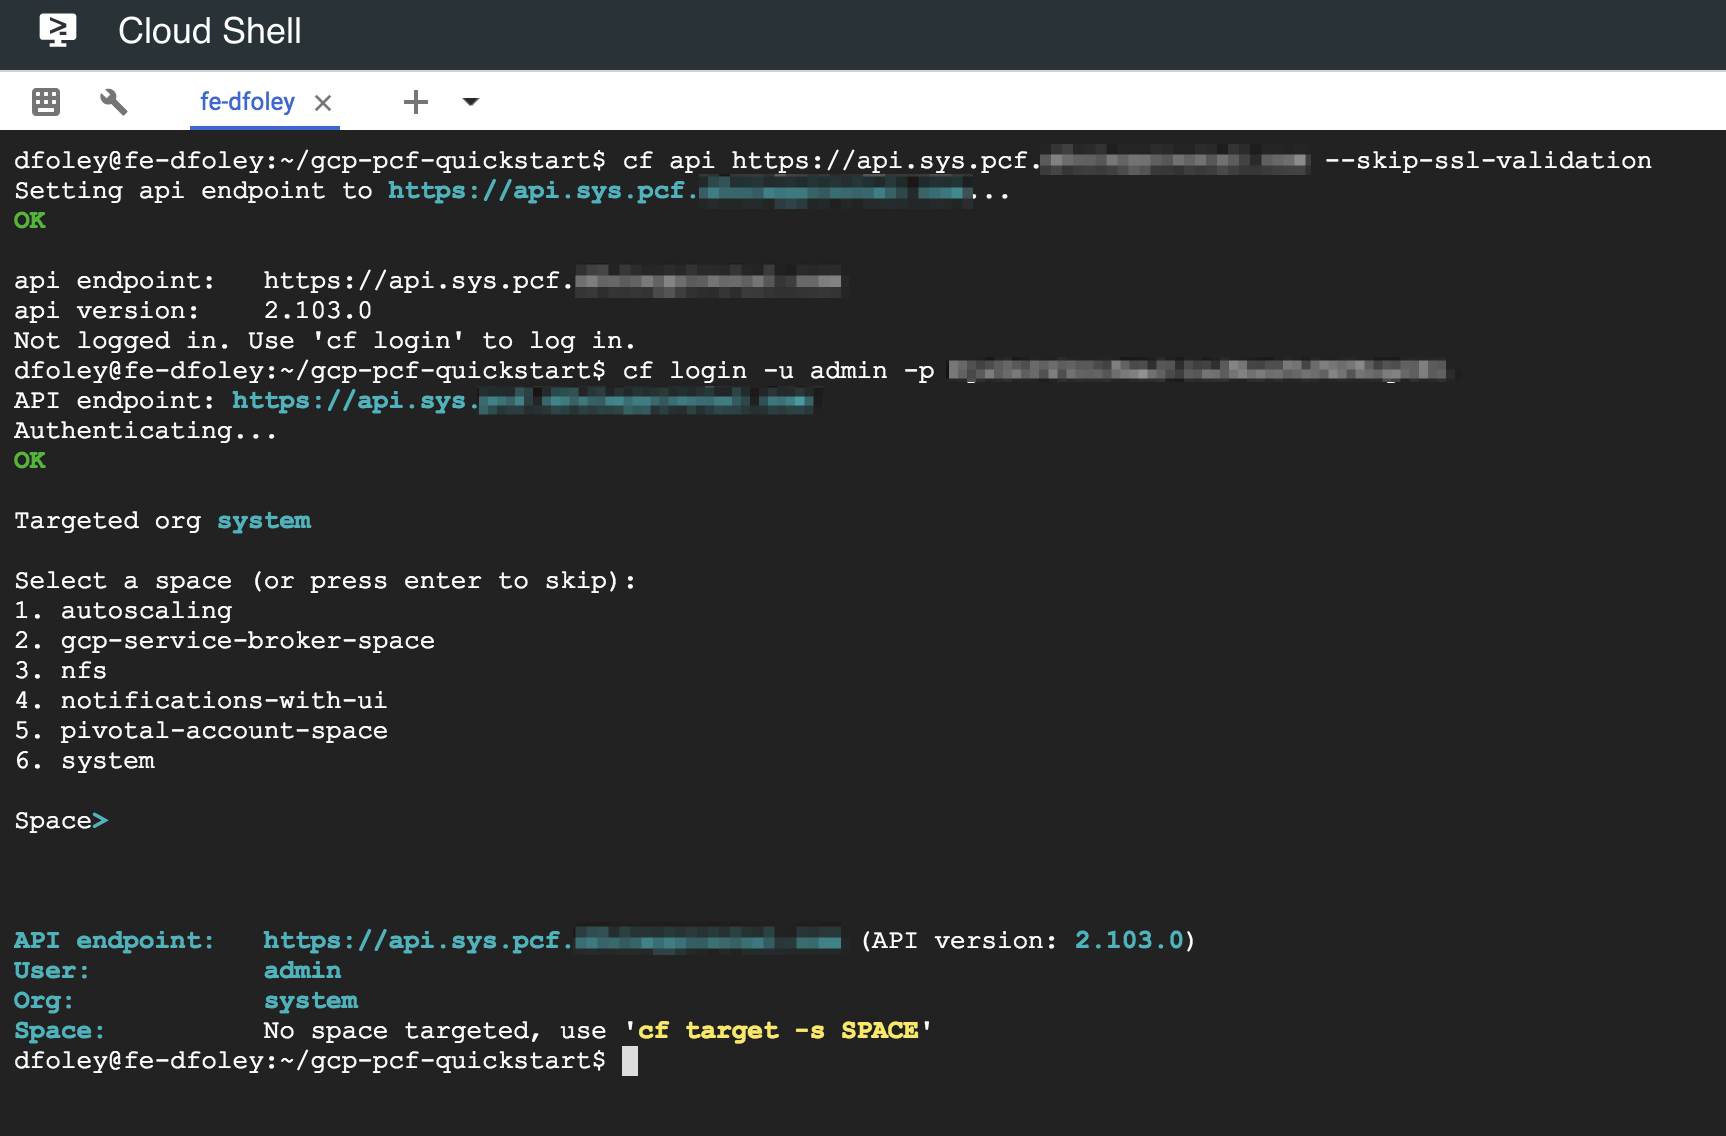 Cloud Shell
fe-dfoley
dfoley@fe-dfoley:~/gcp-pcf-quickstart$ cf api https://api.sys.pcf. --skip-ssl-validation
Setting api endpoint to https://api.sys.pcf. ...
OK
api endpoint: https://api.sys.pcf.
api version: 2.103.0
Not logged in. Use 'cf login' to log in.
dfoley@fe-dfoley:~/gcp-pcf-quickstart$ cf login -u admin -p
API endpoint: https://api.sys.
Authenticating...
OK
Targeted org system
Select a space (or press enter to skip):
1. autoscaling
2. gcp-service-broker-space
3. nfs
4. notifications-with-ui
5. pivotal-account-space
6. system
Space>
API endpoint: https://api.sys.pcf. (API version: 2.103.0)
User: admin
Org: system
Space: No space targeted, use 'cf target -s SPACE'
dfoley@fe-dfoley:~/gcp-pcf-quickstart$